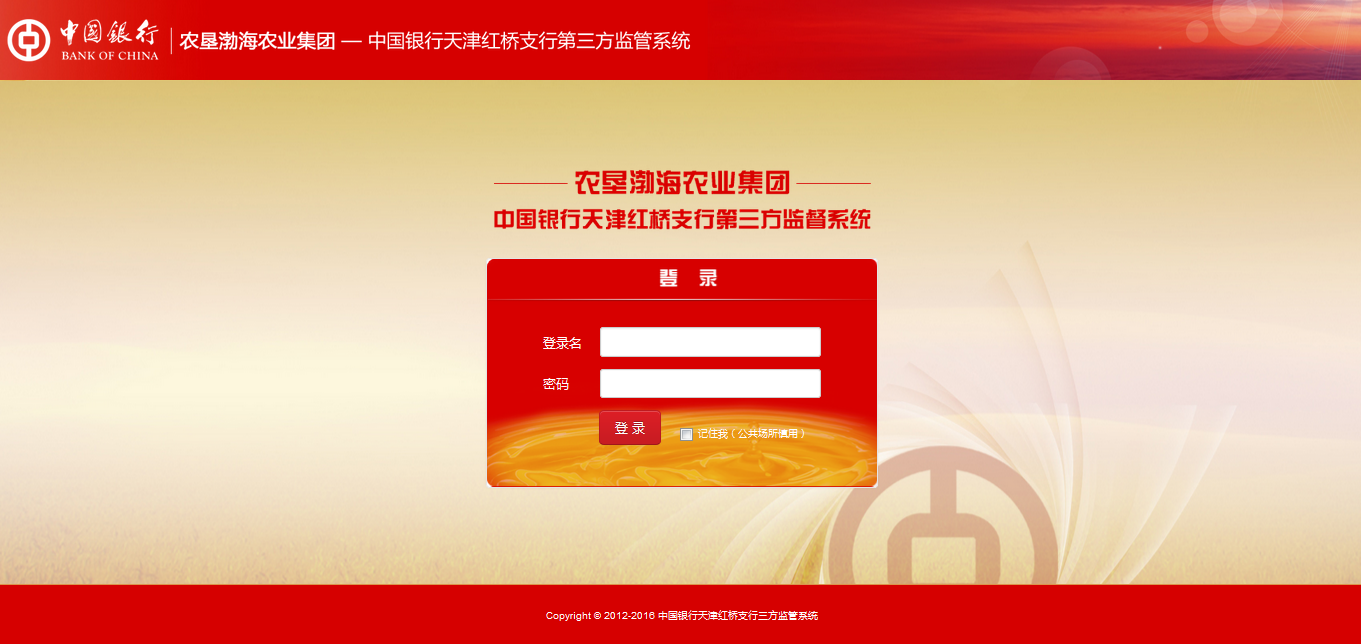 中国银行
BANK OF CHINA
农垦渤海农业集团 — 中国银行天津红桥支行第三方监管系统
农垦渤海农业集团
中国银行天津红桥支行第三方监督系统
登 录
登录名
密码
登 录
记住我(公共场所慎用)
Copyright © 2012-2016 中国银行天津红桥支行三方监管系统